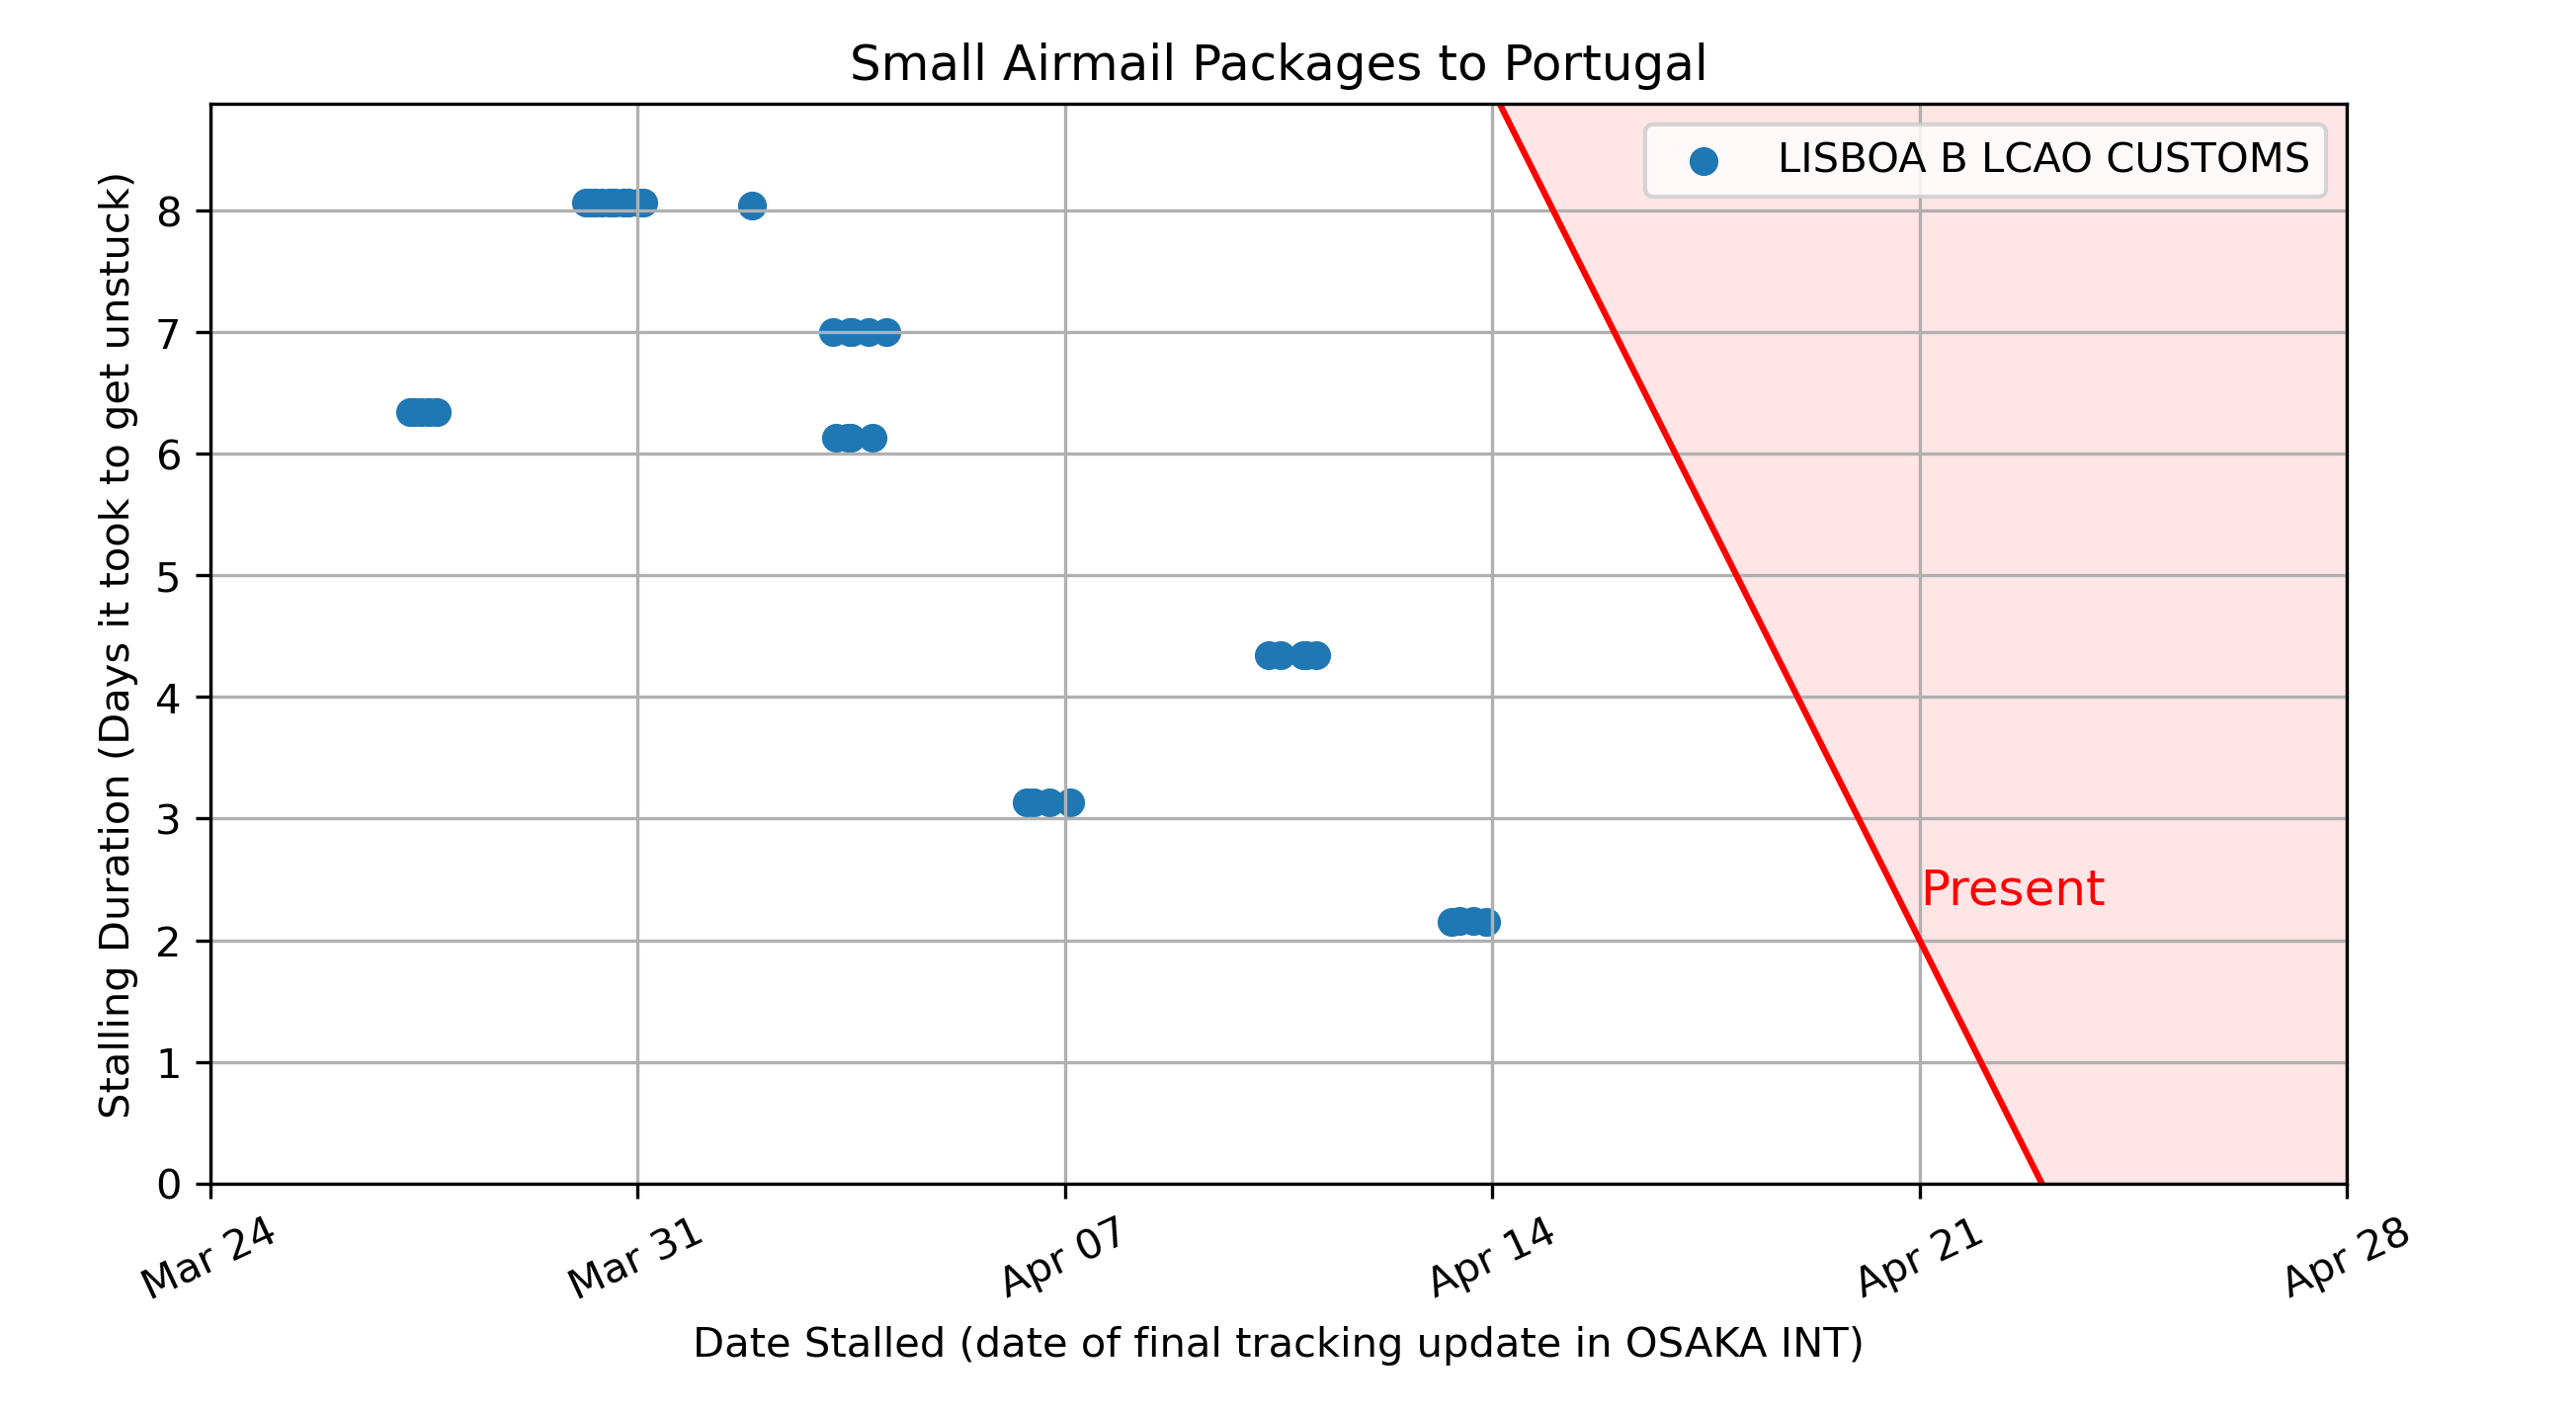 Small Airmail Packages to Portugal
LISBOA B LCAO CUSTOMS
Stalling Duration (Days it took to get unstuck)
8
7
6
5
4
3
2
1
0
Present
Mar 24
Mar 31
Apr 07
Apr 14
Apr 21
Apr 28
Date Stalled (date of final tracking update in OSAKA INT)